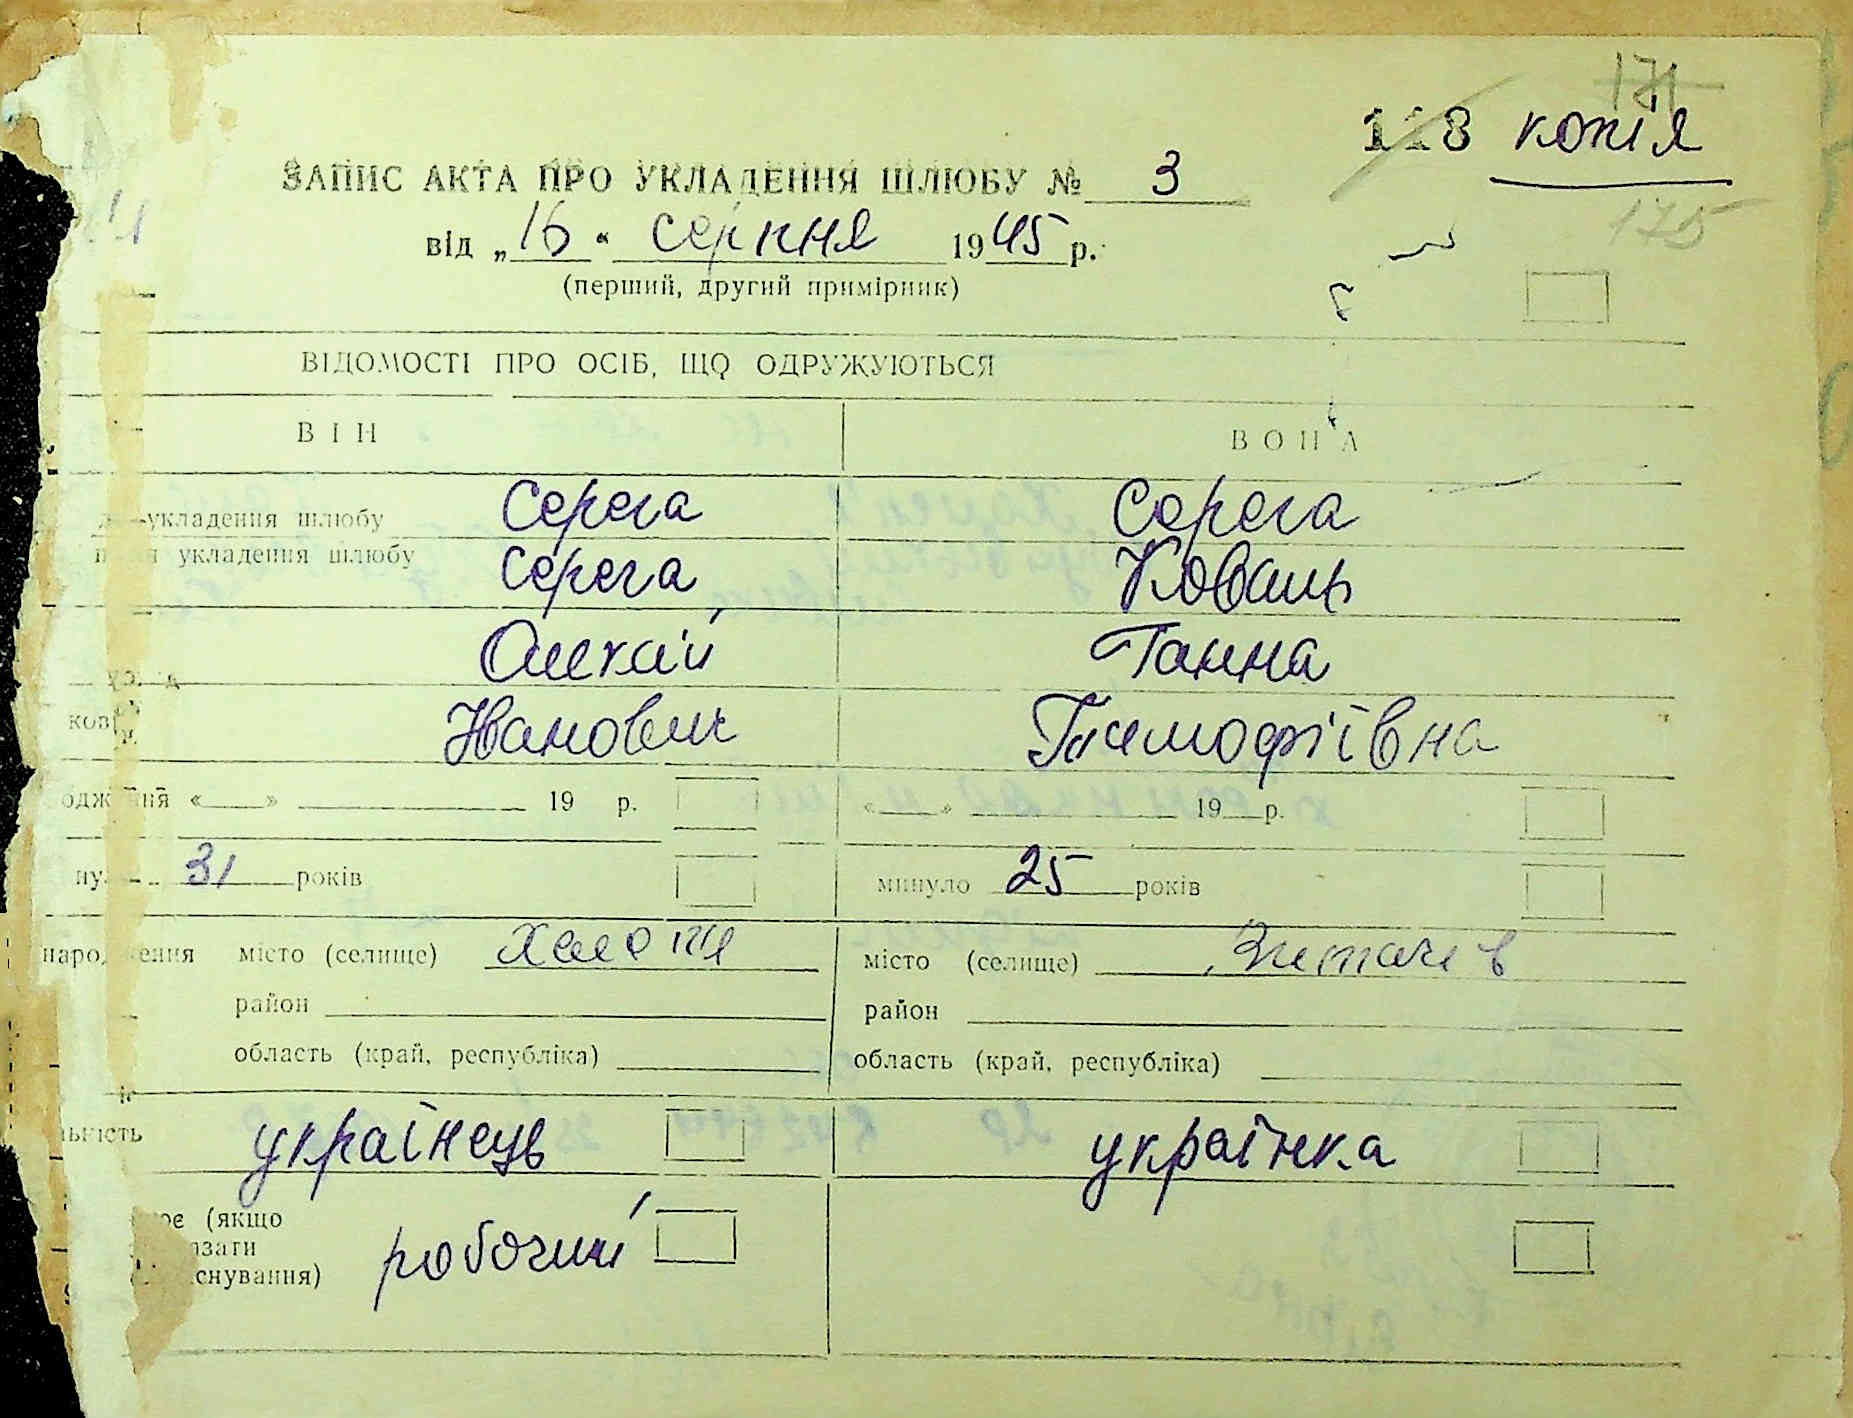 171
118 копія
ЗАПИС АКТА ПРО УКЛАДЕННЯ ШЛЮБУ № 3
175
від „16“ серпня 1945 р.
(перший, другий примірник)
ВІДОМОСТІ ПРО ОСІБ, ЩО ОДРУЖУЮТЬСЯ
ВІН ВОНА
укладення шлюбу Серега Серега
укладення шлюбу Серега Коваль
Олексій Ганна
Іванович Тимофіївна
« » 19 р. « » 19 р.
31 років минуло 25 років
місто (селище) Халепʼя місто (селище) Витачев
район район
область (край, республіка) область (край, республіка)
українець українка
(якщо
робочий
снування)